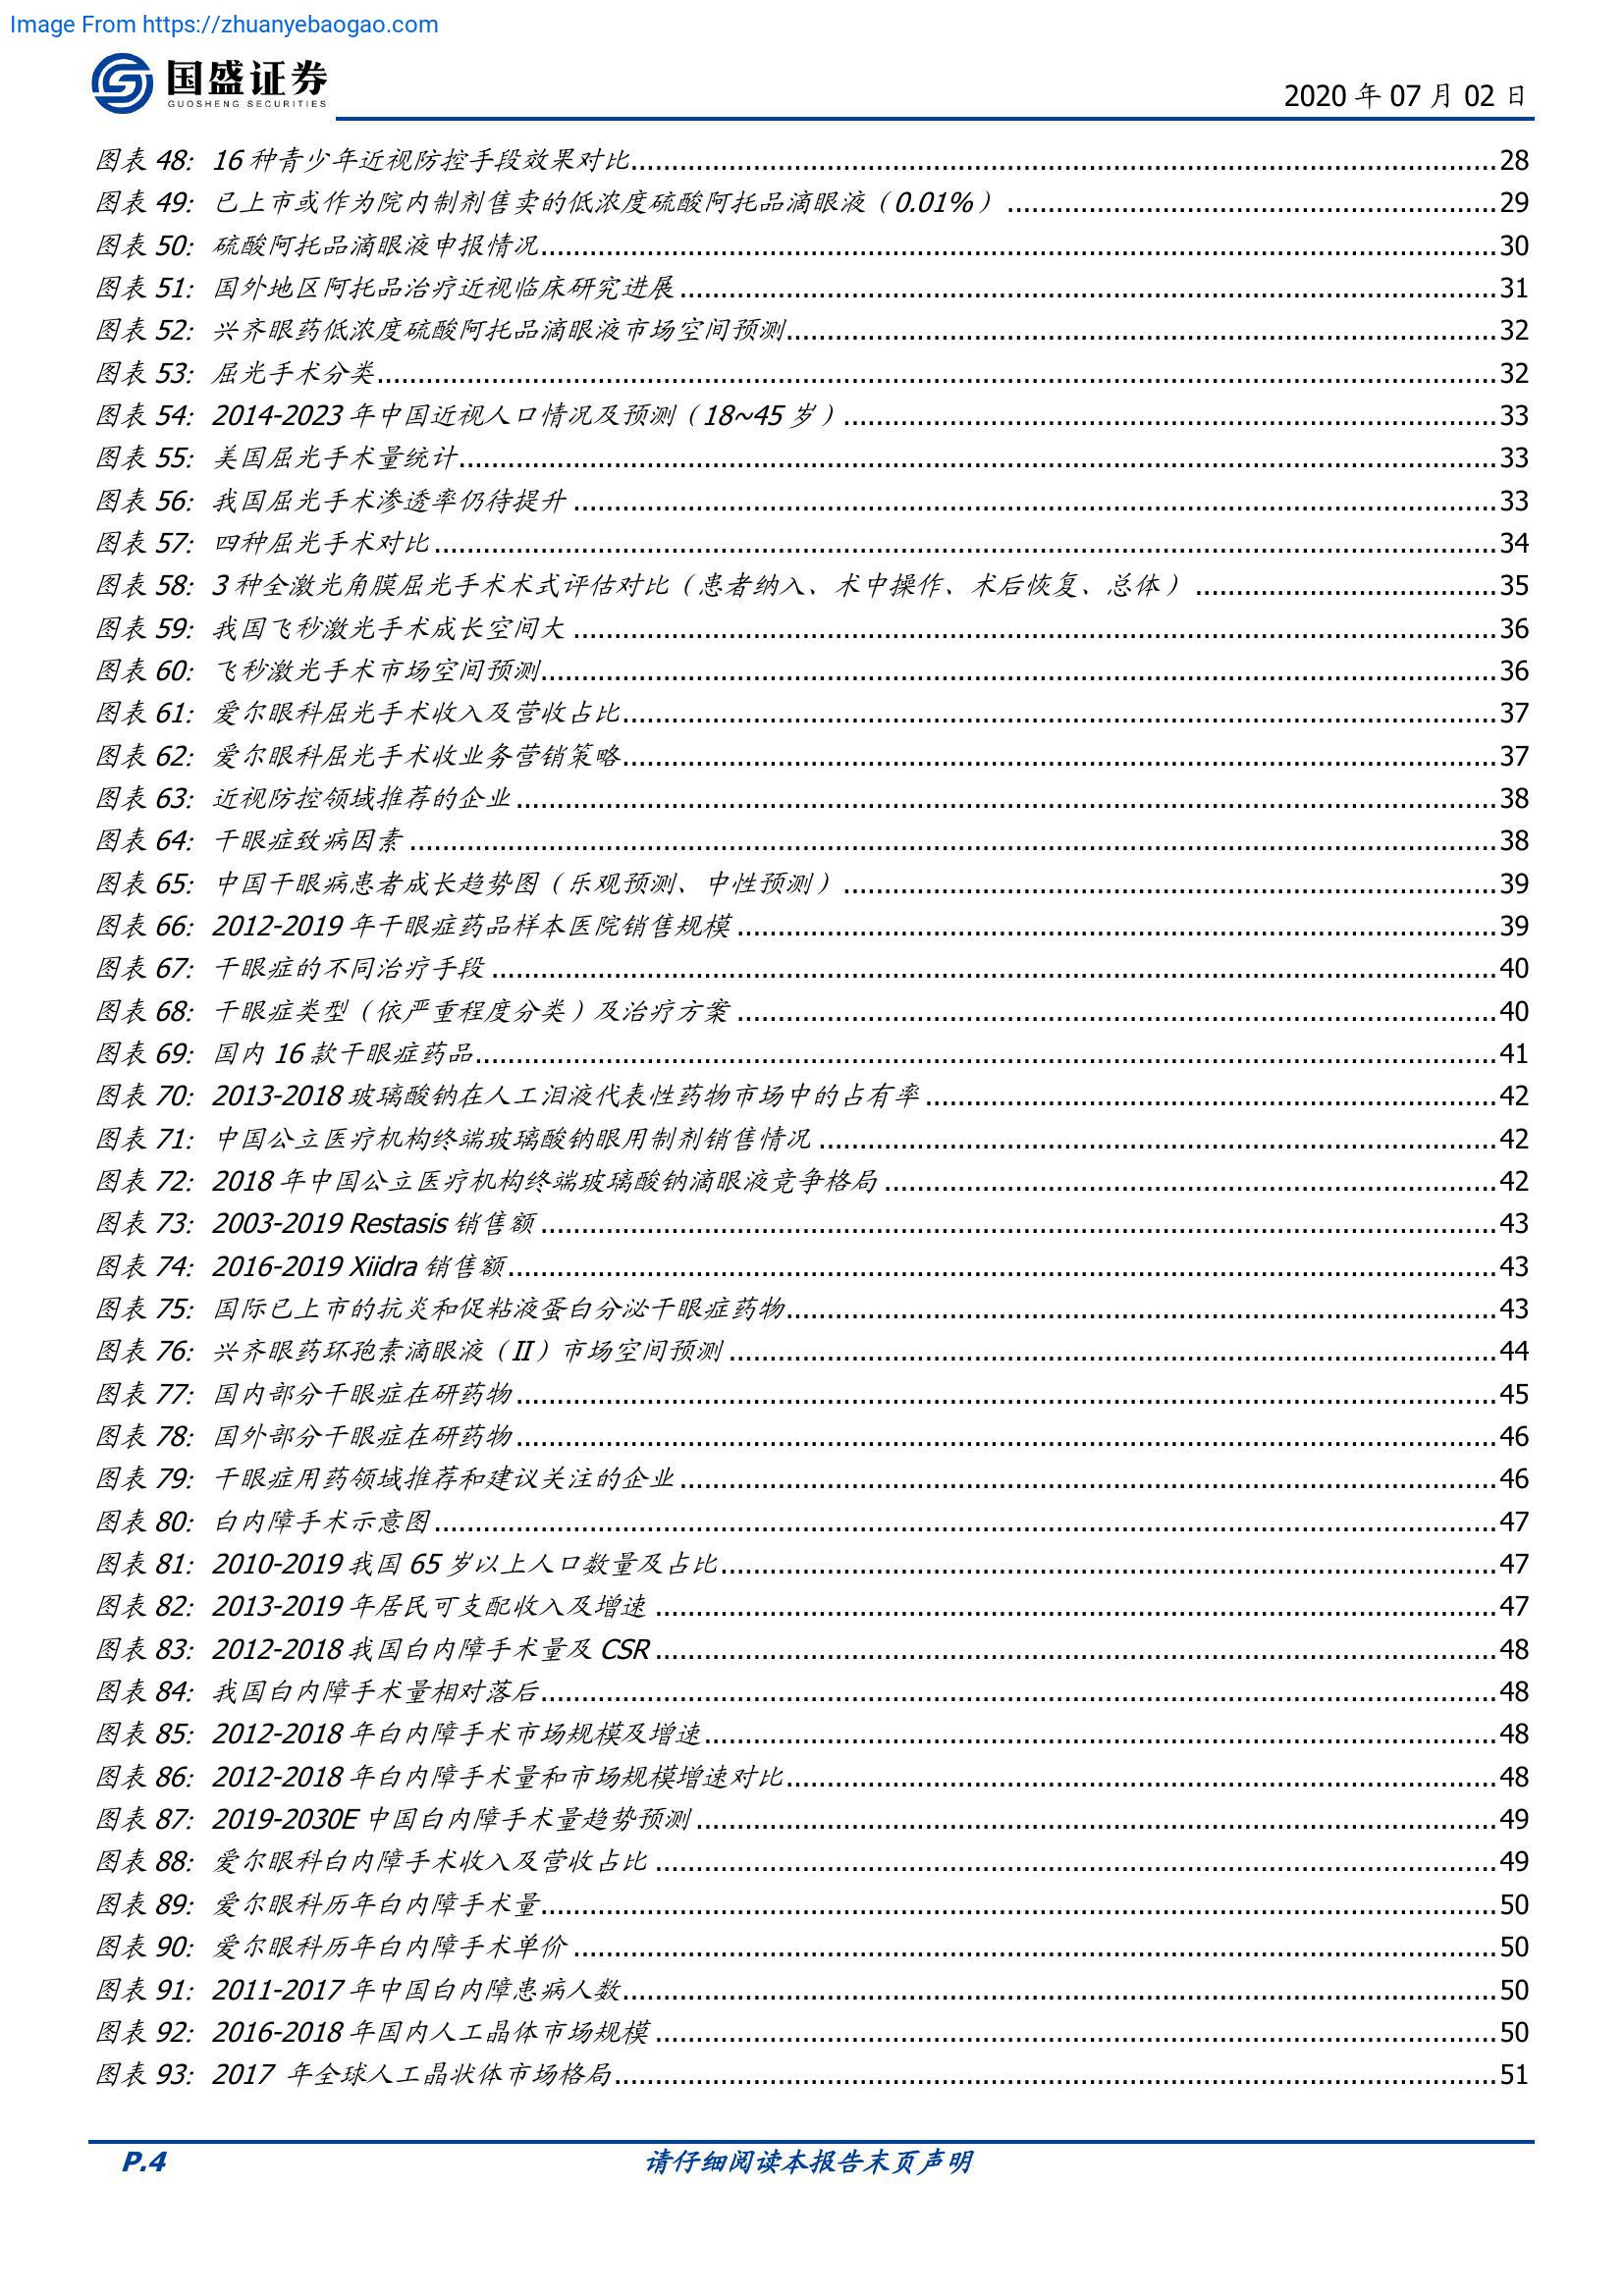 Image From https://zhuanyebaogao.com
国盛证券
GUOSHENG SECURITIES
2020 年 07 月 02 日
图表 48: 16 种青少年近视防控手段效果对比 28
图表 49: 已上市或作为院内制剂售卖的低浓度硫酸阿托品滴眼液（0.01%） 29
图表 50: 硫酸阿托品滴眼液申报情况 30
图表 51: 国外地区阿托品治疗近视临床研究进展 31
图表 52: 兴齐眼药低浓度硫酸阿托品滴眼液市场空间预测 32
图表 53: 屈光手术分类 32
图表 54: 2014-2023 年中国近视人口情况及预测（18~45 岁） 33
图表 55: 美国屈光手术量统计 33
图表 56: 我国屈光手术渗透率仍待提升 33
图表 57: 四种屈光手术对比 34
图表 58: 3 种全激光角膜屈光手术术式评估对比（患者纳入、术中操作、术后恢复、总体） 35
图表 59: 我国飞秒激光手术成长空间大 36
图表 60: 飞秒激光手术市场空间预测 36
图表 61: 爱尔眼科屈光手术收入及营收占比 37
图表 62: 爱尔眼科屈光手术收业务营销策略 37
图表 63: 近视防控领域推荐的企业 38
图表 64: 干眼症致病因素 38
图表 65: 中国干眼病患者成长趋势图（乐观预测、中性预测） 39
图表 66: 2012-2019 年干眼症药品样本医院销售规模 39
图表 67: 干眼症的不同治疗手段 40
图表 68: 干眼症类型（依严重程度分类）及治疗方案 40
图表 69: 国内 16 款干眼症药品 41
图表 70: 2013-2018 玻璃酸钠在人工泪液代表性药物市场中的占有率 42
图表 71: 中国公立医疗机构终端玻璃酸钠眼用制剂销售情况 42
图表 72: 2018 年中国公立医疗机构终端玻璃酸钠滴眼液竞争格局 42
图表 73: 2003-2019 Restasis 销售额 43
图表 74: 2016-2019 Xiidra 销售额 43
图表 75: 国际已上市的抗炎和促粘液蛋白分泌干眼症药物 43
图表 76: 兴齐眼药环孢素滴眼液（II）市场空间预测 44
图表 77: 国内部分干眼症在研药物 45
图表 78: 国外部分干眼症在研药物 46
图表 79: 干眼症用药领域推荐和建议关注的企业 46
图表 80: 白内障手术示意图 47
图表 81: 2010-2019 我国 65 岁以上人口数量及占比 47
图表 82: 2013-2019 年居民可支配收入及增速 47
图表 83: 2012-2018 我国白内障手术量及 CSR 48
图表 84: 我国白内障手术量相对落后 48
图表 85: 2012-2018 年白内障手术市场规模及增速 48
图表 86: 2012-2018 年白内障手术量和市场规模增速对比 48
图表 87: 2019-2030E 中国白内障手术量趋势预测 49
图表 88: 爱尔眼科白内障手术收入及营收占比 49
图表 89: 爱尔眼科历年白内障手术量 50
图表 90: 爱尔眼科历年白内障手术单价 50
图表 91: 2011-2017 年中国白内障患病人数 50
图表 92: 2016-2018 年国内人工晶体市场规模 50
图表 93: 2017 年全球人工晶状体市场格局 51
P.4
请仔细阅读本报告末页声明